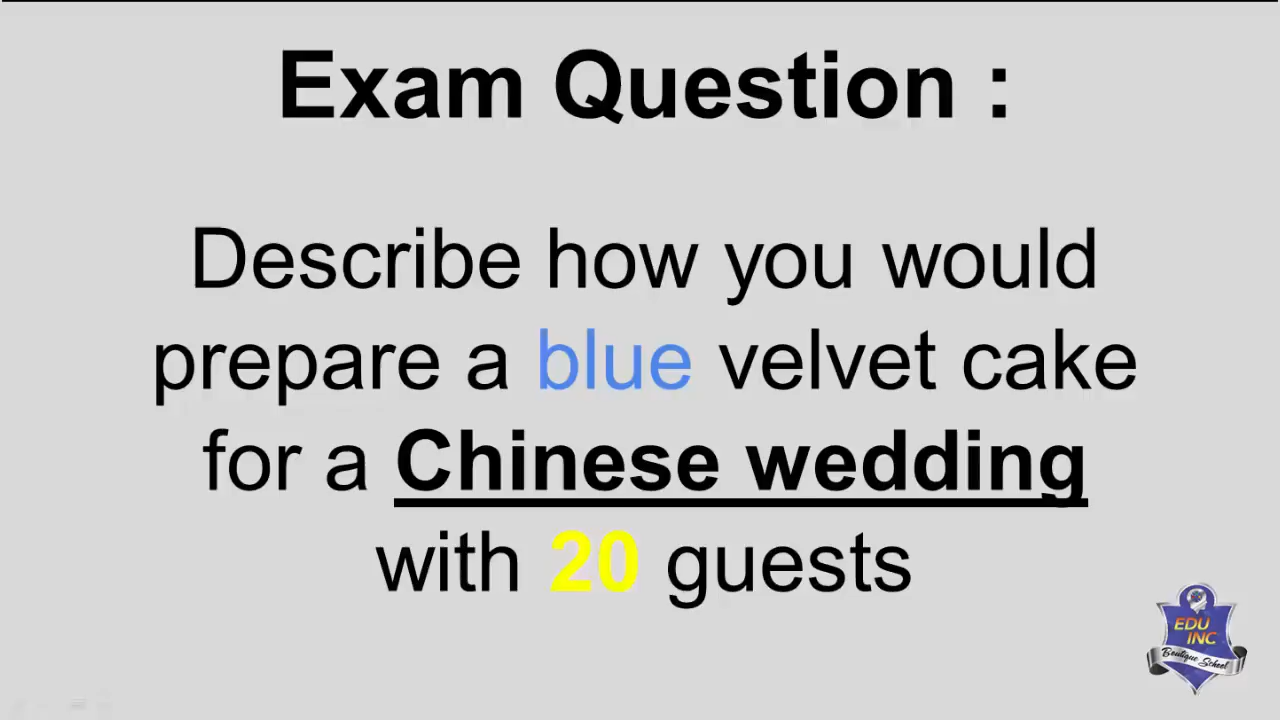 Exam Question :
Describe how you would
prepare a blue velvet cake
for a Chinese wedding
with 20 guests
EDU
INC
Boutique School